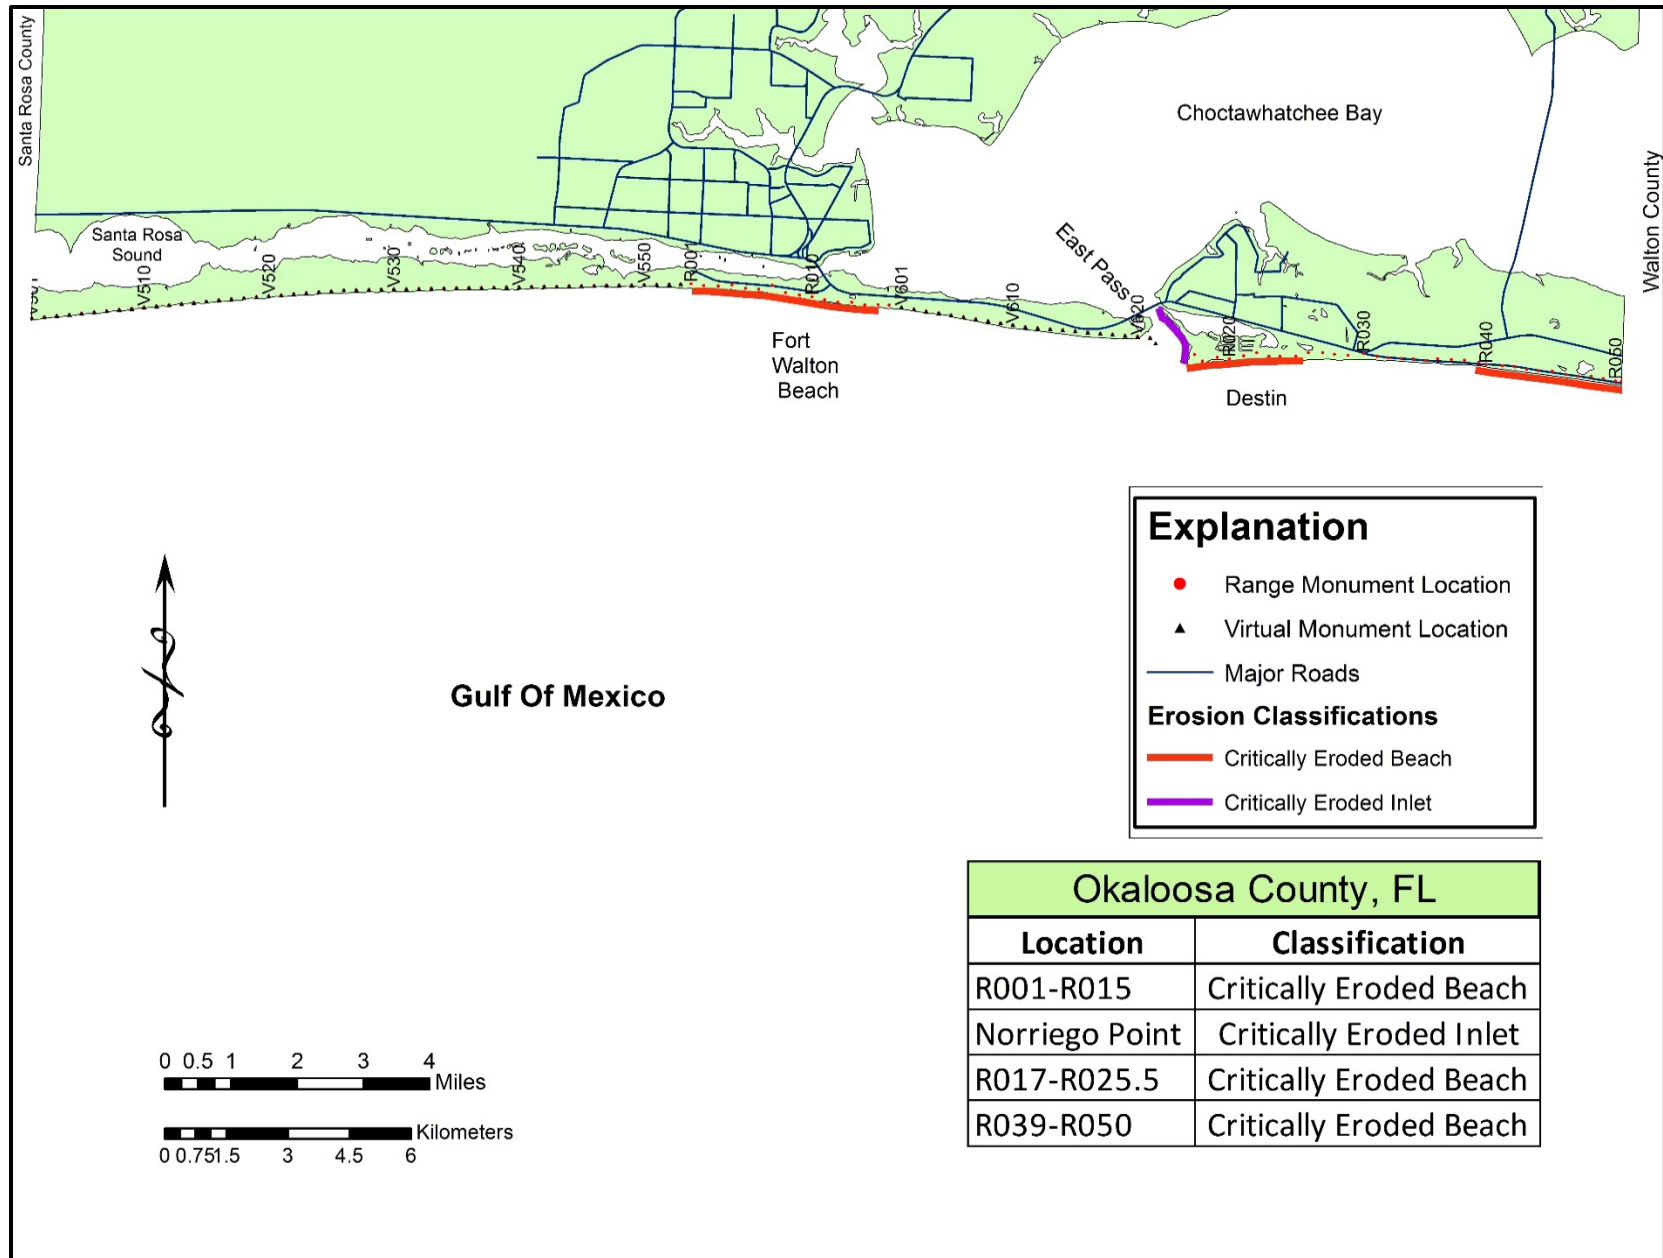 Santa Rosa County
Choctawhatchee Bay
Walton County
Santa Rosa
Sound
East Pass
V501
V510
V520
V530
V540
V550
R001
R010
V601
V610
V620
R020
R030
R040
R050
Fort
Walton
Beach
Destin
Explanation
Range Monument Location
Virtual Monument Location
Major Roads
Erosion Classifications
Critically Eroded Beach
Critically Eroded Inlet
Gulf Of Mexico
Okaloosa County, FL
Location Classification
R001-R015 Critically Eroded Beach
Norriego Point Critically Eroded Inlet
R017-R025.5 Critically Eroded Beach
R039-R050 Critically Eroded Beach
0 0.5 1 2 3 4
Miles
Kilometers
0 0.75 1.5 3 4.5 6